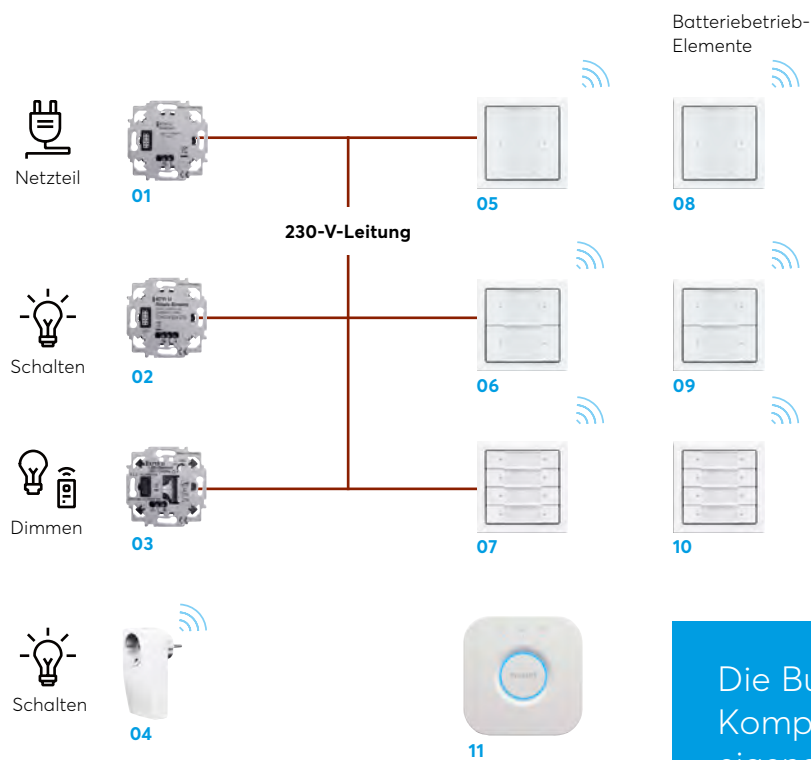 Batteriebetrieb-
Elemente
Netzteil
01
05
08
230-V-Leitung
Schalten
02
06
09
Dimmen
03
07
10
Schalten
04
11
Die Bu
Komp